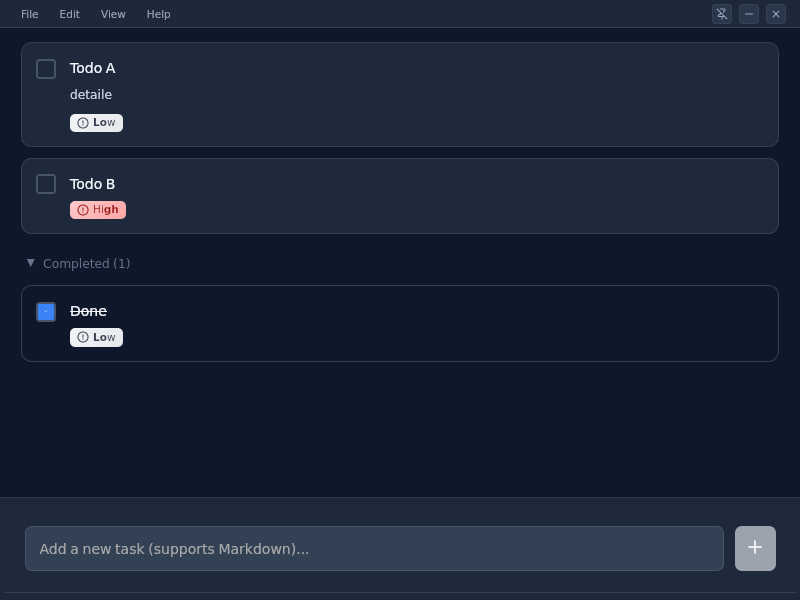 File Edit View Help
Todo A
detaile
Low
Todo B
High
Completed (1)
Done
Low
Add a new task (supports Markdown)...